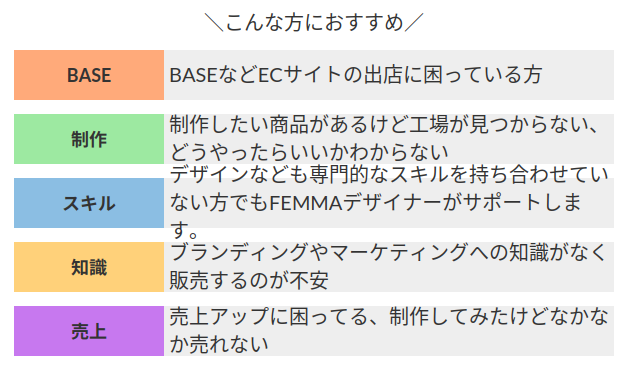 ＼こんな方におすすめ／
BASE
BASEなどECサイトの出店に困っている方
制作
制作したい商品があるけど工場が見つからない、
どうやったらいいかわからない
スキル
デザインなども専門的なスキルを持ち合わせてい
ない方でもFEMMAデザイナーがサポートしま
す。
知識
ブランディングやマーケティングへの知識がなく
販売するのが不安
売上
売上アップに困ってる、制作してみたけどなかな
か売れない